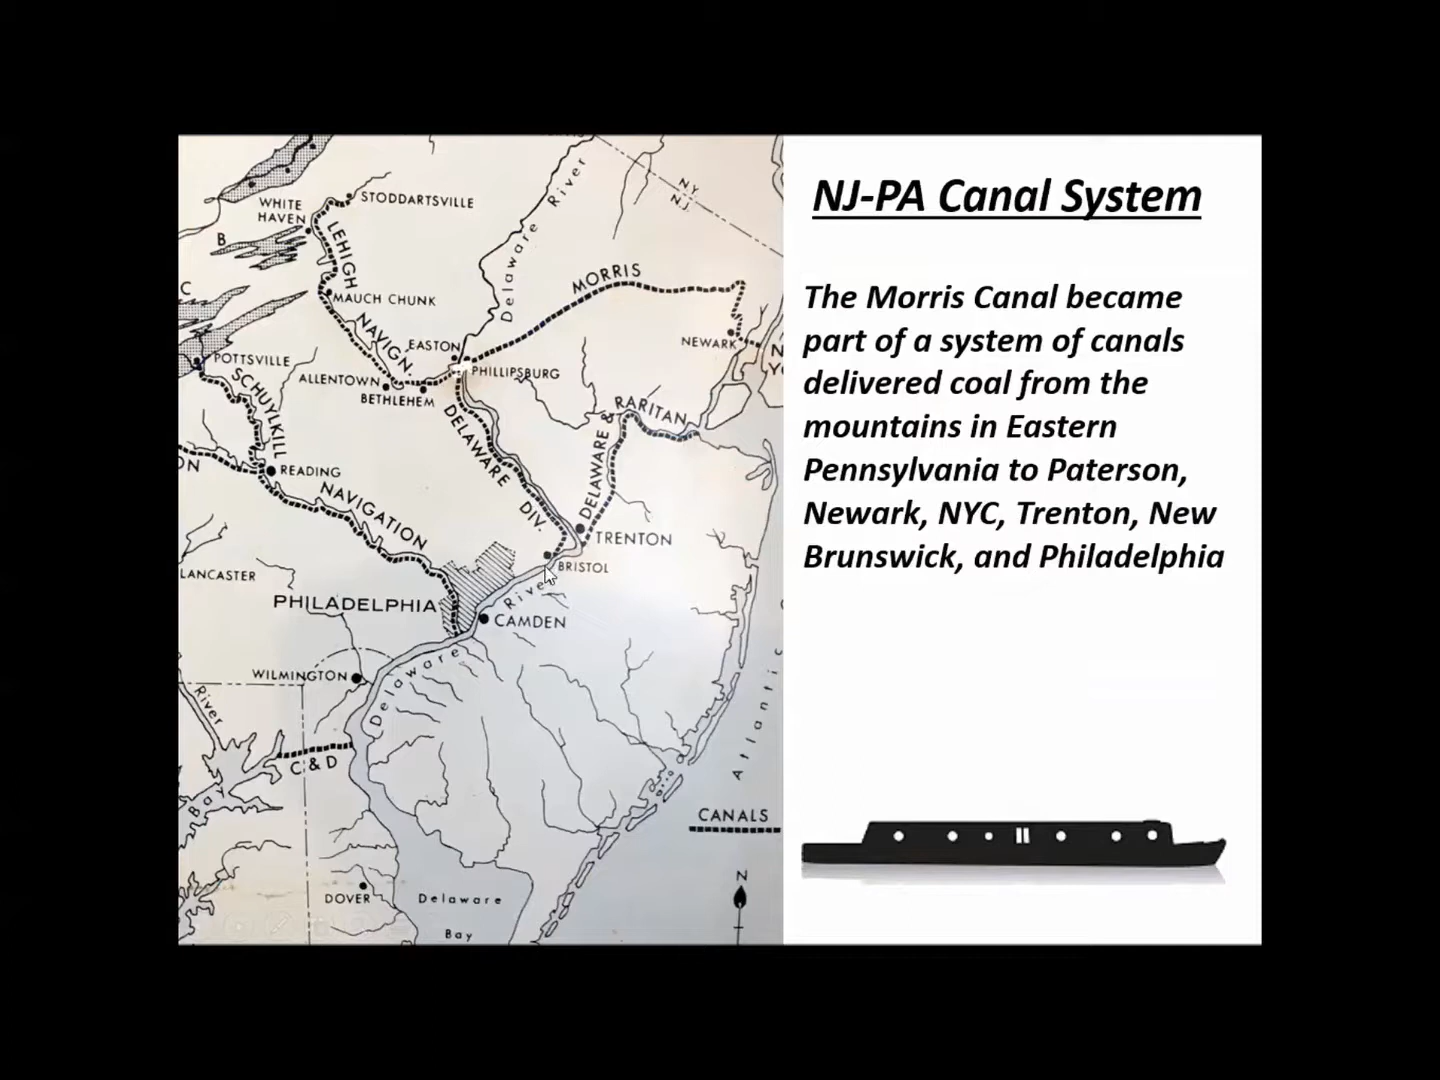 NJ-PA Canal System
The Morris Canal became
part of a system of canals
delivered coal from the
mountains in Eastern
Pennsylvania to Paterson,
Newark, NYC, Trenton, New
Brunswick, and Philadelphia
STODDARTSVILLE
WHITE
HAVEN
B
LEHIGH
NAVIGN.
Delaware River
N.Y.
N.J.
C
MAUCH CHUNK
MORRIS
EASTON
NEWARK
POTTSVILLE
PHILLIPSBURG
ALLENTOWN
BETHLEHEM
SCHUYLKILL
NAVIGATION
DELAWARE DIV.
DELAWARE & RARITAN
READING
TRENTON
BRISTOL
LANCASTER
PHILADELPHIA
CAMDEN
Delaware River
WILMINGTON
River
C & D
Bay
Atlantic
CANALS
N
DOVER
Delaware
Bay